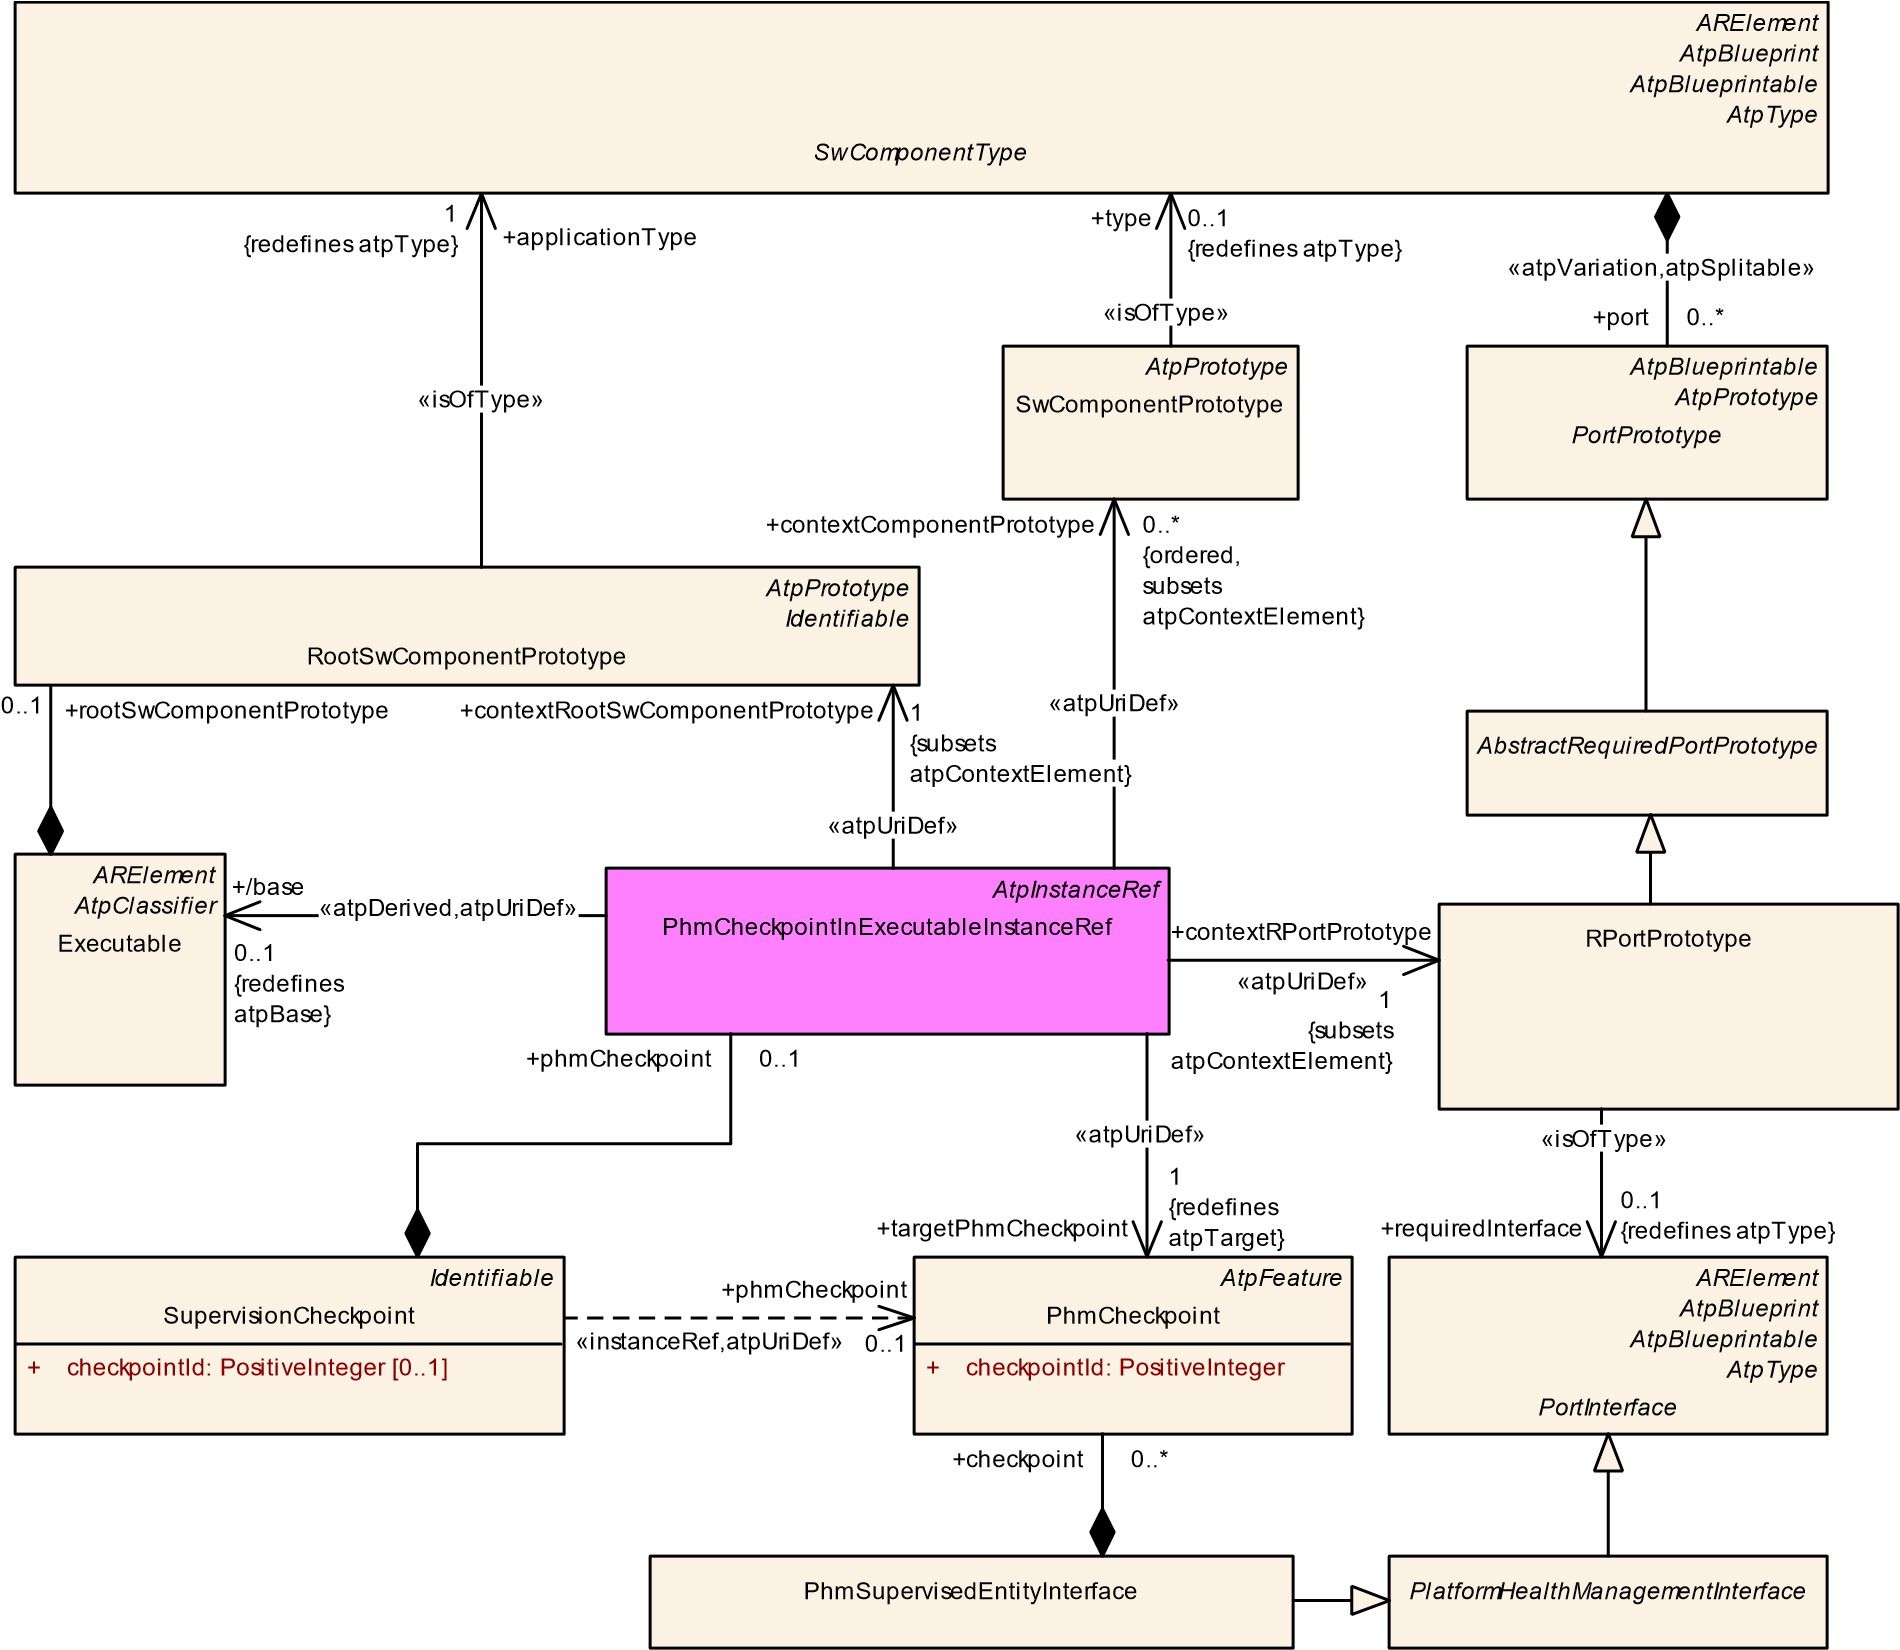 ARElement
AtpBlueprint
AtpBlueprintable
AtpType
SwComponentType
1
{redefines atpType}
+applicationType
+type
0..1
{redefines atpType}
«atpVariation,atpSplitable»
+port
0..*
«isOfType»
«isOfType»
AtpPrototype
SwComponentPrototype
AtpBlueprintable
AtpPrototype
PortPrototype
+contextComponentPrototype
0..*
{ordered,
subsets
atpContextElement}
AtpPrototype
Identifiable
RootSwComponentPrototype
0..1
+rootSwComponentPrototype
+contextRootSwComponentPrototype
1
{subsets
atpContextElement}
«atpUriDef»
«atpUriDef»
AbstractRequiredPortPrototype
ARElement
AtpClassifier
Executable
+/base
«atpDerived,atpUriDef»
0..1
{redefines
atpBase}
AtpInstanceRef
PhmCheckpointInExecutableInstanceRef
+contextRPortPrototype
«atpUriDef»
1
{subsets
atpContextElement}
RPortPrototype
+phmCheckpoint
0..1
«atpUriDef»
1
{redefines
atpTarget}
+targetPhmCheckpoint
«isOfType»
0..1
{redefines atpType}
+requiredInterface
Identifiable
SupervisionCheckpoint
+ checkpointId: PositiveInteger [0..1]
+phmCheckpoint
«instanceRef,atpUriDef»
0..1
AtpFeature
PhmCheckpoint
+ checkpointId: PositiveInteger
ARElement
AtpBlueprint
AtpBlueprintable
AtpType
PortInterface
+checkpoint
0..*
PhmSupervisedEntityInterface
PlatformHealthManagementInterface